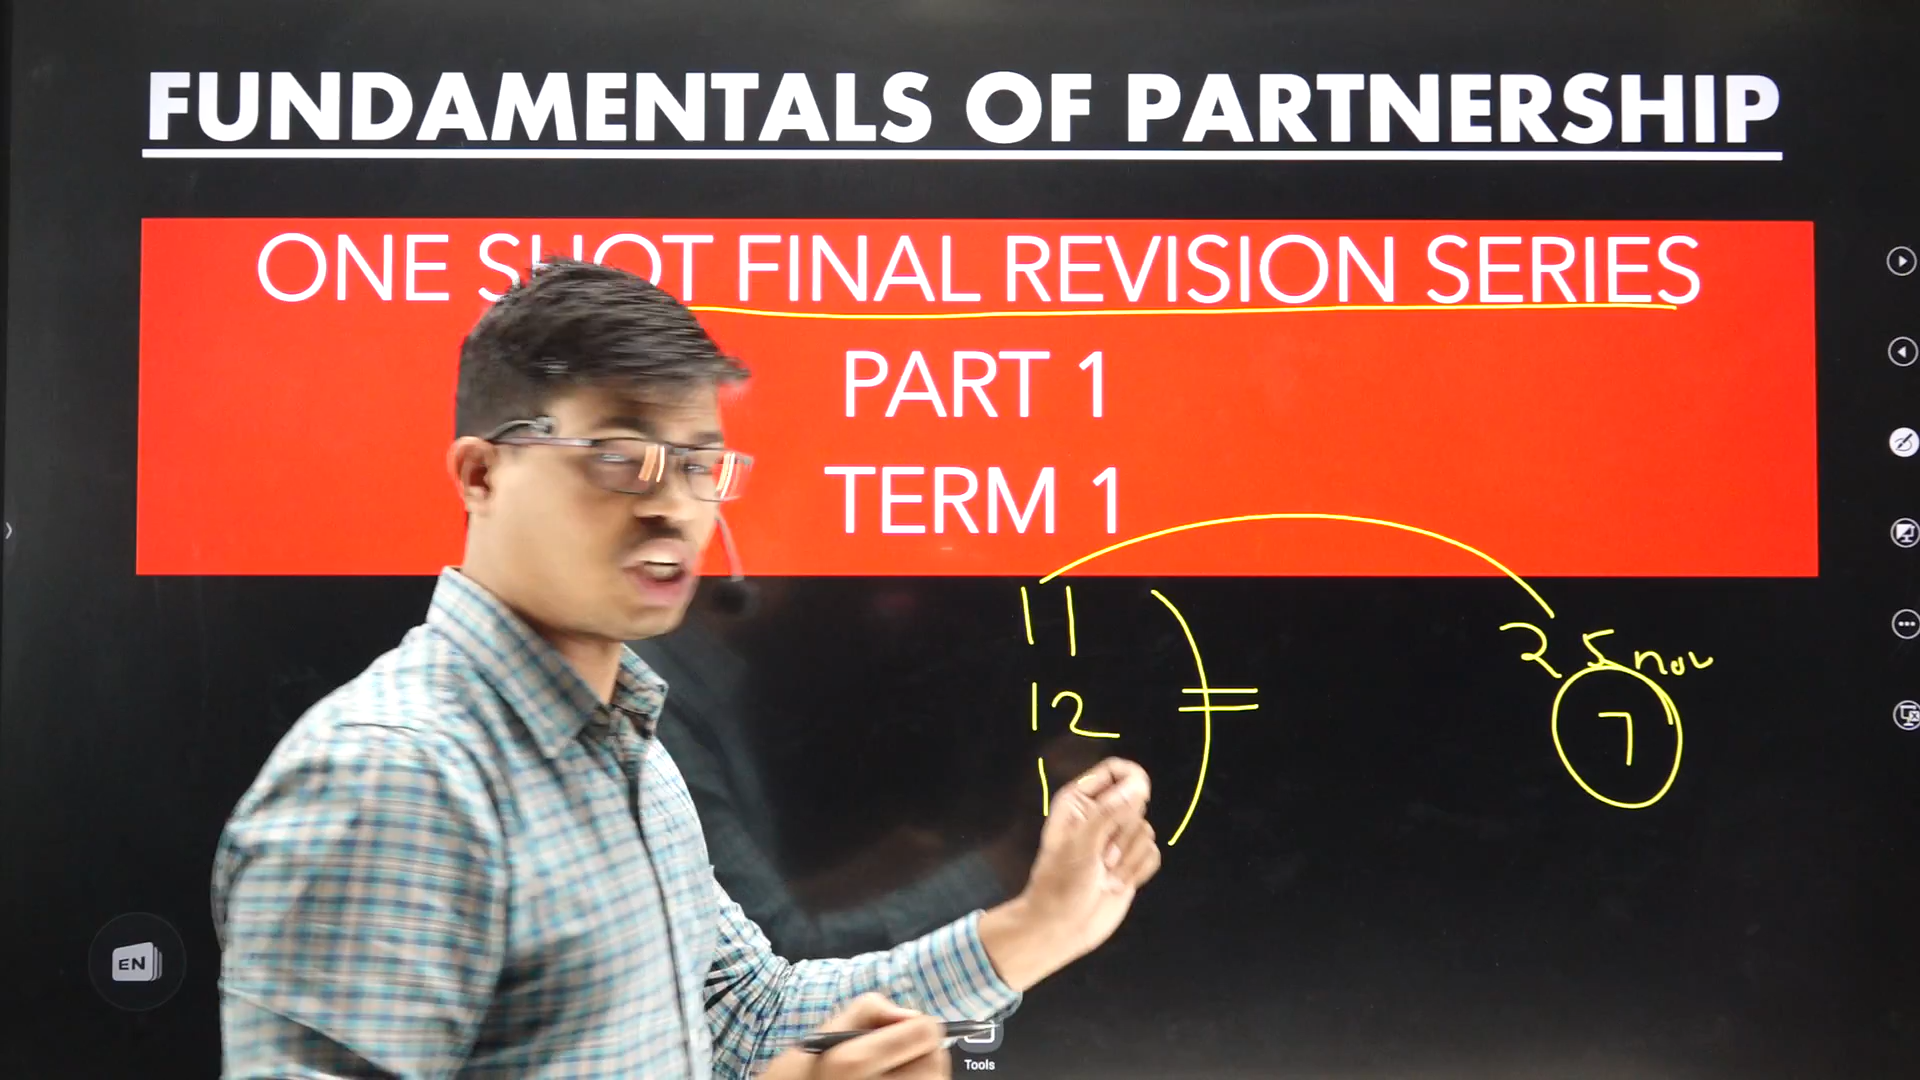 FUNDAMENTALS OF PARTNERSHIP
ONE SHOT FINAL REVISION SERIES
PART 1
TERM 1
11
25 nov
12
7
EN
Tools